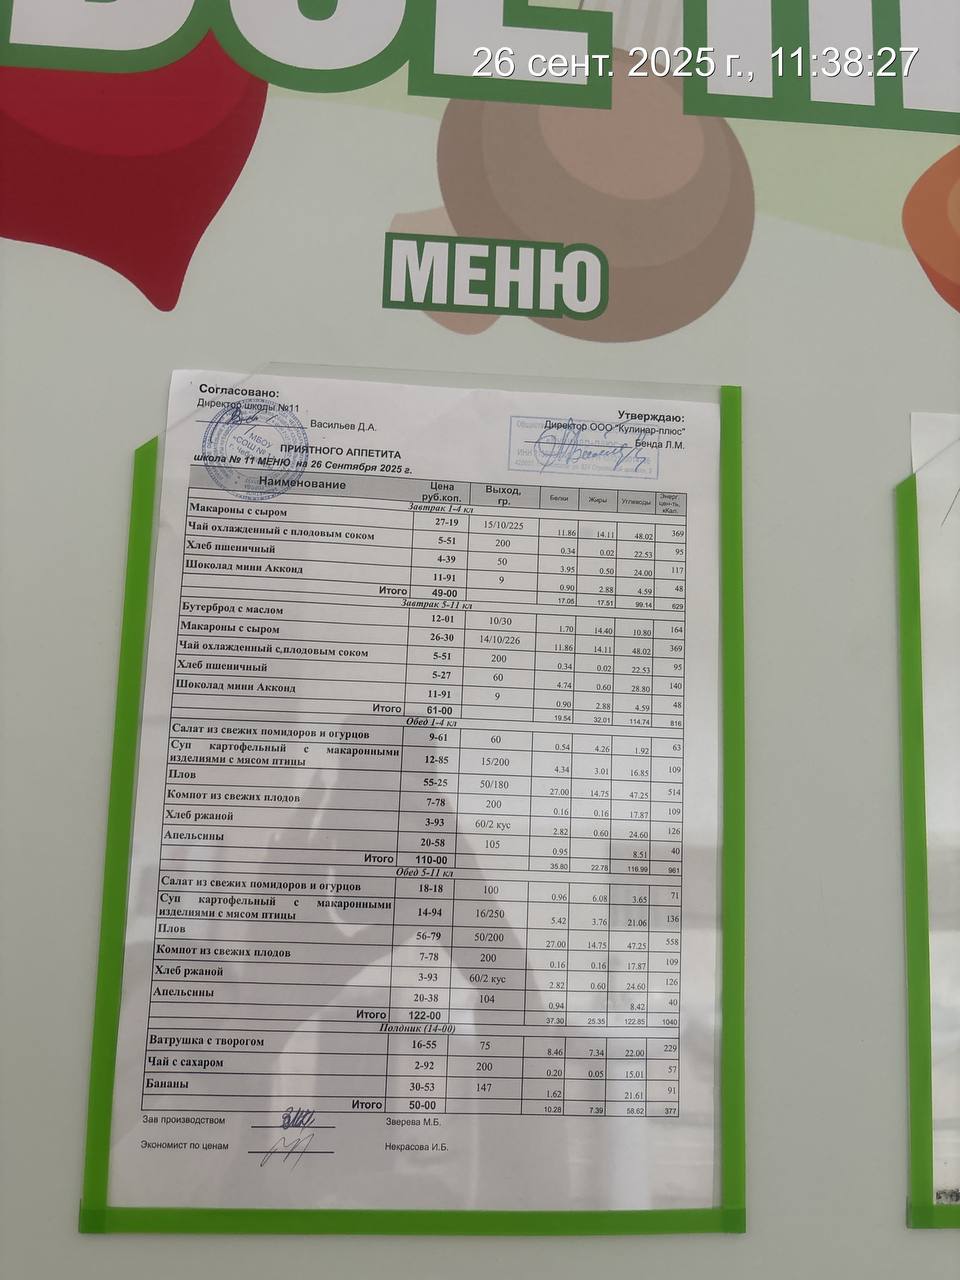 26 сент. 2025 г., 11:38:27
МЕНЮ
Согласовано:
Директор школы №11
Васильев Д.А.
Утверждаю:
Директор ООО "Кулинар-плюс"
Бенда Л.М.
ПРИЯТНОГО АППЕТИТА
школа № 11 МЕНЮ на 26 Сентября 2025 г.
Наименование Цена руб.коп. Выход, гр. Белки Жиры Углеводы Энерг. цен-ть, кКал.
Завтрак 1-4 кл
Макароны с сыром 27-19 15/10/225 11.86 14.11 48.02 369
Чай охлажденный с плодовым соком 5-51 200 0.34 0.02 22.53 95
Хлеб пшеничный 4-39 50 3.95 0.50 24.00 117
Шоколад мини Акконд 11-91 9 0.90 2.88 4.59 48
Итого 49-00 17.05 17.51 99.14 629
Завтрак 5-11 кл
Бутерброд с маслом 12-01 10/30 1.70 14.40 10.80 164
Макароны с сыром 26-30 14/10/226 11.86 14.11 48.02 369
Чай охлажденный с,плодовым соком 5-51 200 0.34 0.02 22.53 95
Хлеб пшеничный 5-27 60 4.74 0.60 28.80 140
Шоколад мини Акконд 11-91 9 0.90 2.88 4.59 48
Итого 61-00 19.54 32.01 114.74 816
Обед 1-4 кл
Салат из свежих помидоров и огурцов 9-61 60 0.54 4.26 1.92 63
Суп картофельный с макаронными
изделиями с мясом птицы 12-85 15/200 4.34 3.01 16.85 109
Плов 55-25 50/180 27.00 14.75 47.25 514
Компот из свежих плодов 7-78 200 0.16 0.16 17.87 109
Хлеб ржаной 3-93 60/2 кус 2.82 0.60 24.60 126
Апельсины 20-58 105 0.95 8.51 40
Итого 110-00 35.80 22.78 116.99 961
Обед 5-11 кл
Салат из свежих помидоров и огурцов 18-18 100 0.96 6.08 3.65 71
Суп картофельный с макаронными
изделиями с мясом птицы 14-94 16/250 5.42 3.76 21.06 136
Плов 56-79 50/200 27.00 14.75 47.25 558
Компот из свежих плодов 7-78 200 0.16 0.16 17.87 109
Хлеб ржаной 3-93 60/2 кус 2.82 0.60 24.60 126
Апельсины 20-38 104 0.94 8.42 40
Итого 122-00 37.30 25.35 122.85 1040
Полдник (14-00)
Ватрушка с творогом 16-55 75 8.46 7.34 22.00 229
Чай с сахаром 2-92 200 0.20 0.05 15.01 57
Бананы 30-53 147 1.62 21.61 91
Итого 50-00 10.28 7.39 58.62 377
Зав производством Зверева М.Б.
Экономист по ценам Некрасова И.Б.